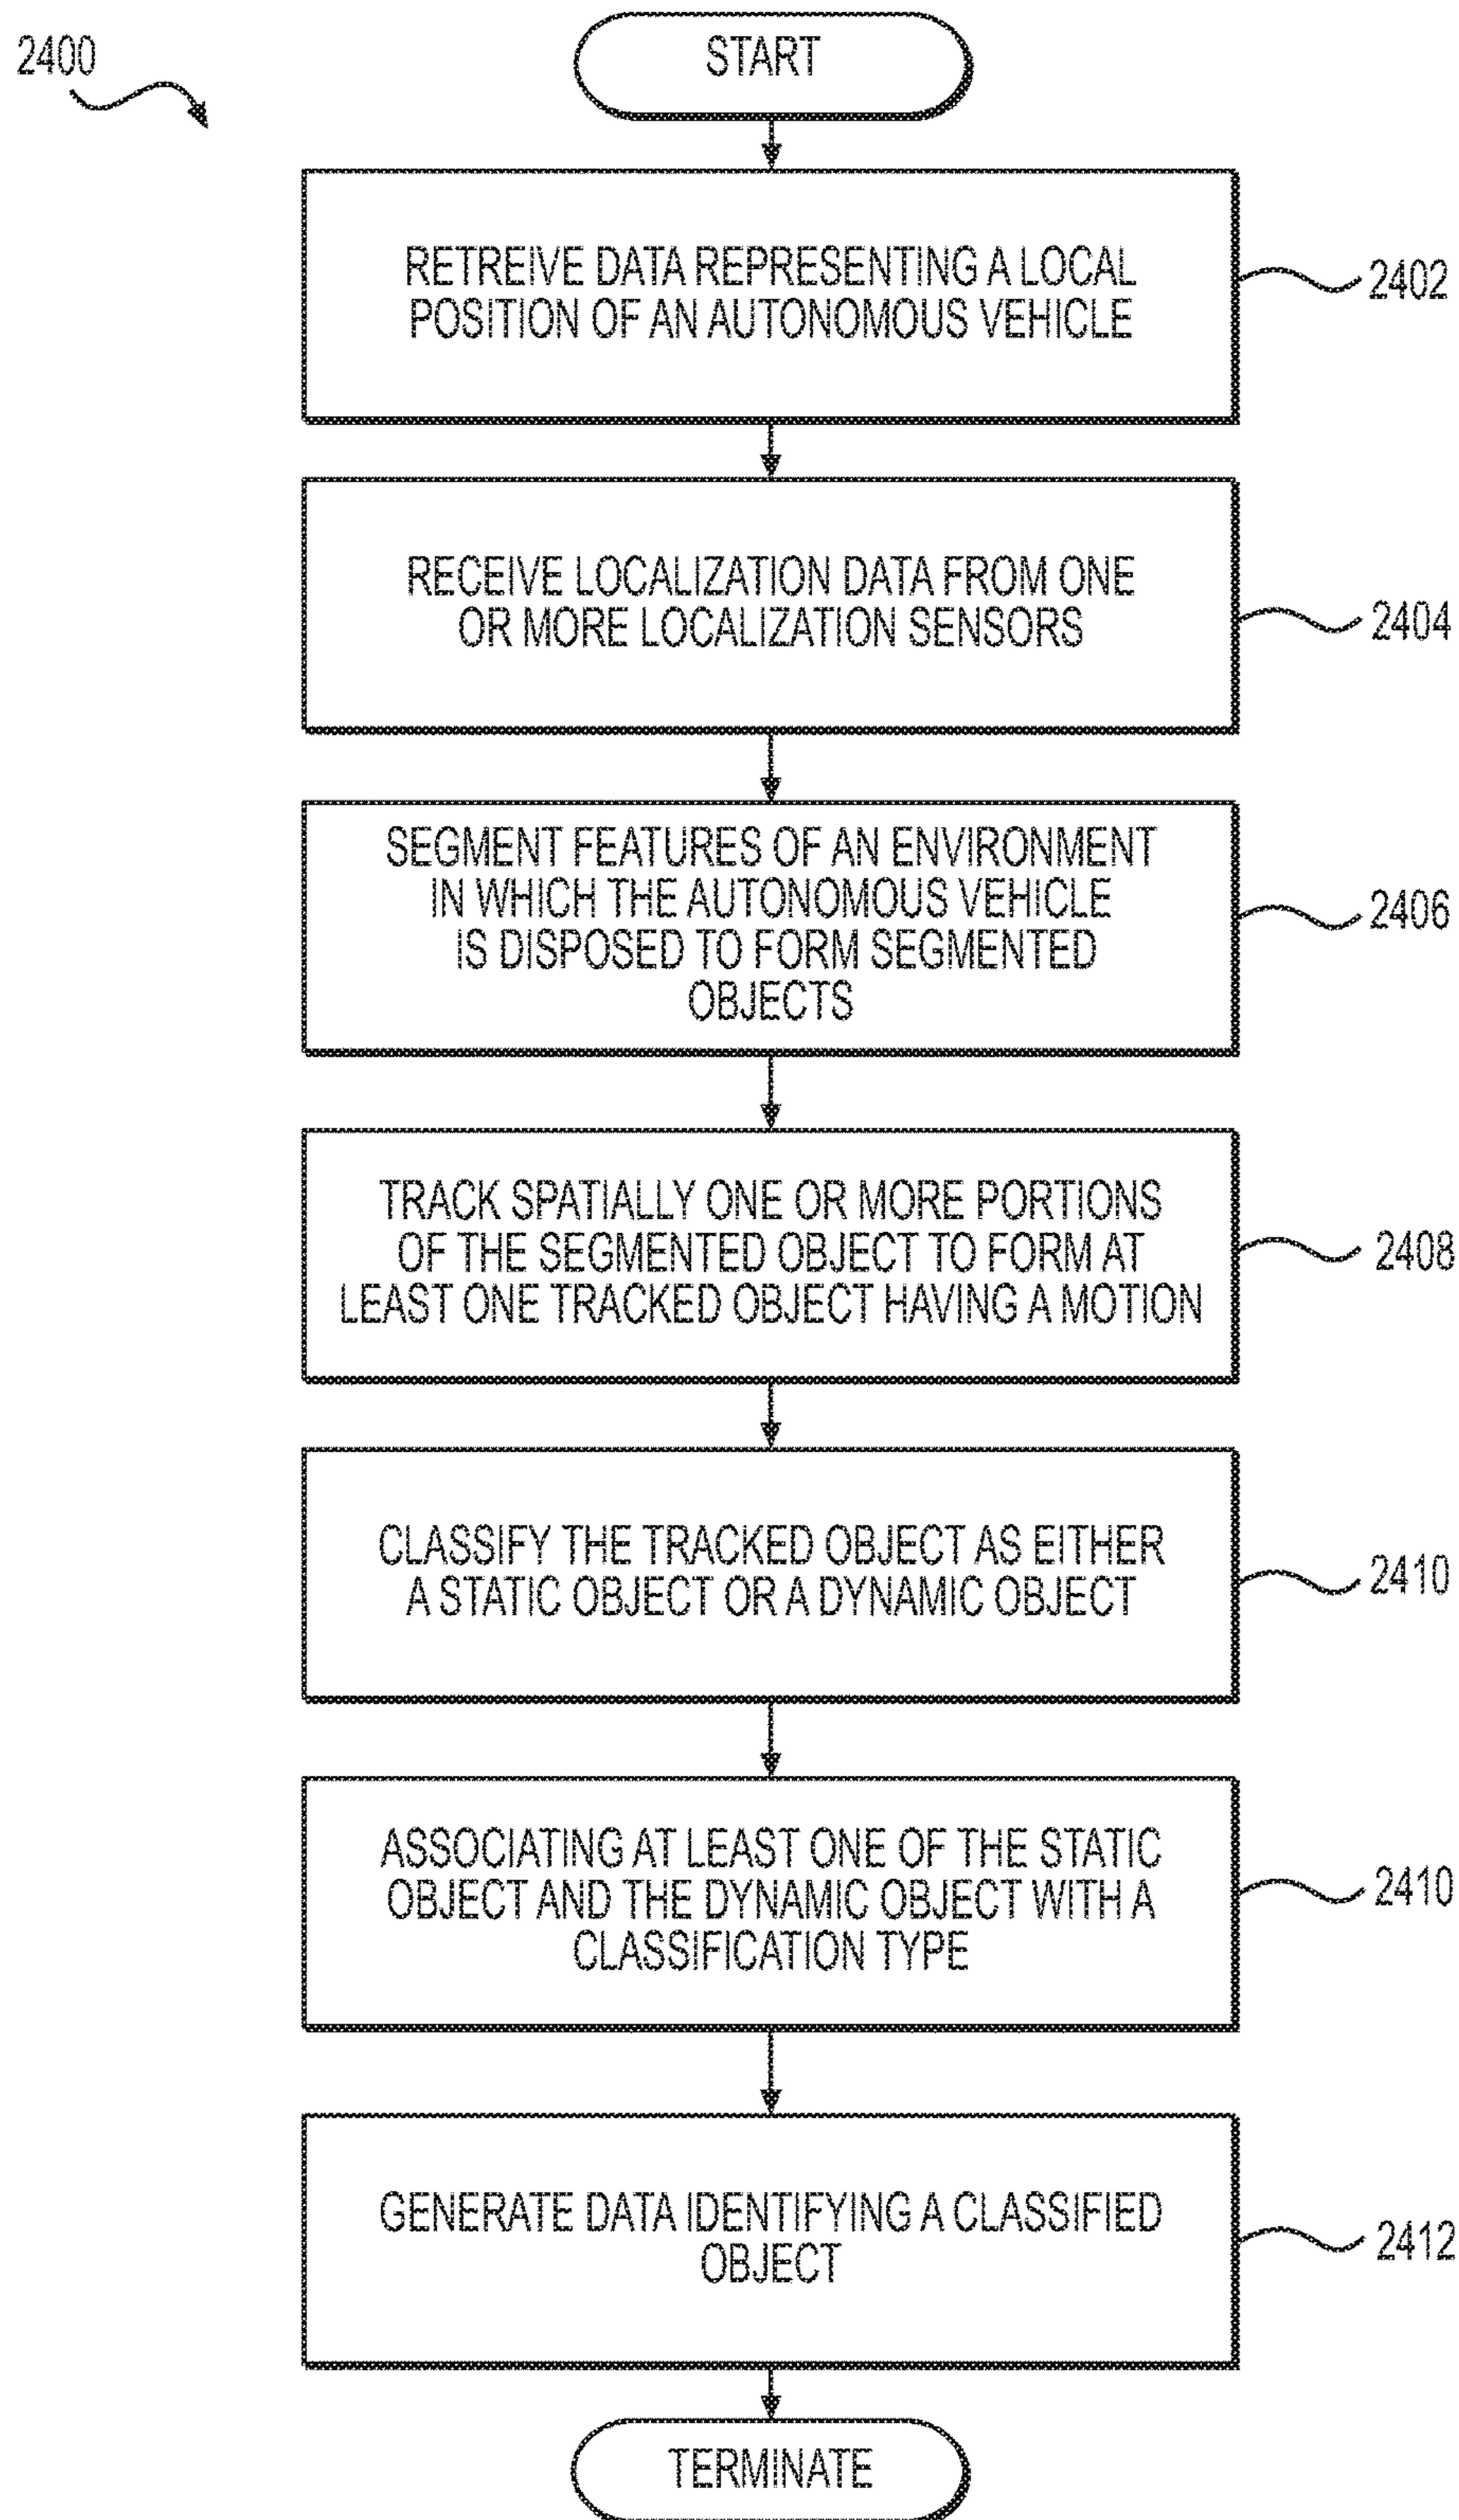 2400
START
RETREIVE DATA REPRESENTING A LOCAL
POSITION OF AN AUTONOMOUS VEHICLE
2402
RECEIVE LOCALIZATION DATA FROM ONE
OR MORE LOCALIZATION SENSORS
2404
SEGMENT FEATURES OF AN ENVIRONMENT
IN WHICH THE AUTONOMOUS VEHICLE
IS DISPOSED TO FORM SEGMENTED
OBJECTS
2406
TRACK SPATIALLY ONE OR MORE PORTIONS
OF THE SEGMENTED OBJECT TO FORM AT
LEAST ONE TRACKED OBJECT HAVING A MOTION
2408
CLASSIFY THE TRACKED OBJECT AS EITHER
A STATIC OBJECT OR A DYNAMIC OBJECT
2410
ASSOCIATING AT LEAST ONE OF THE STATIC
OBJECT AND THE DYNAMIC OBJECT WITH A
CLASSIFICATION TYPE
2410
GENERATE DATA IDENTIFYING A CLASSIFIED
OBJECT
2412
TERMINATE